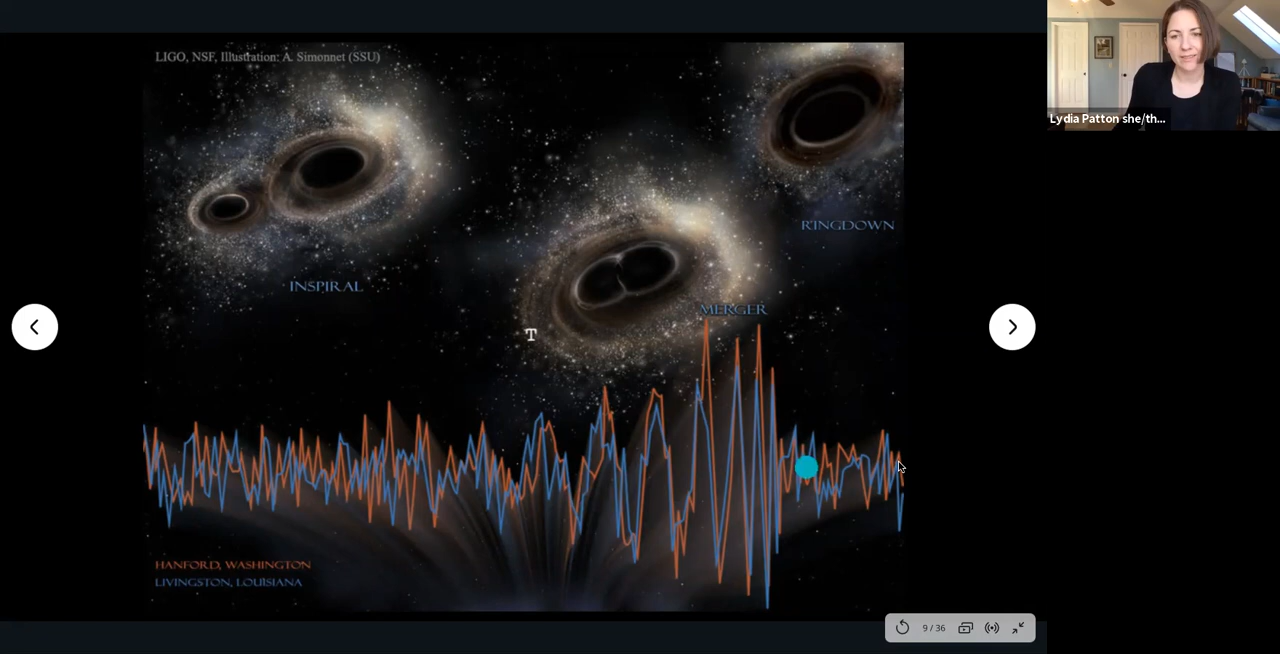 LIGO, NSF, Illustration: A. Simonnet (SSU)
Lydia Patton she/th...
RINGDOWN
INSPIRAL
MERGER
T
HANFORD, WASHINGTON
LIVINGSTON, LOUISIANA
9 / 36